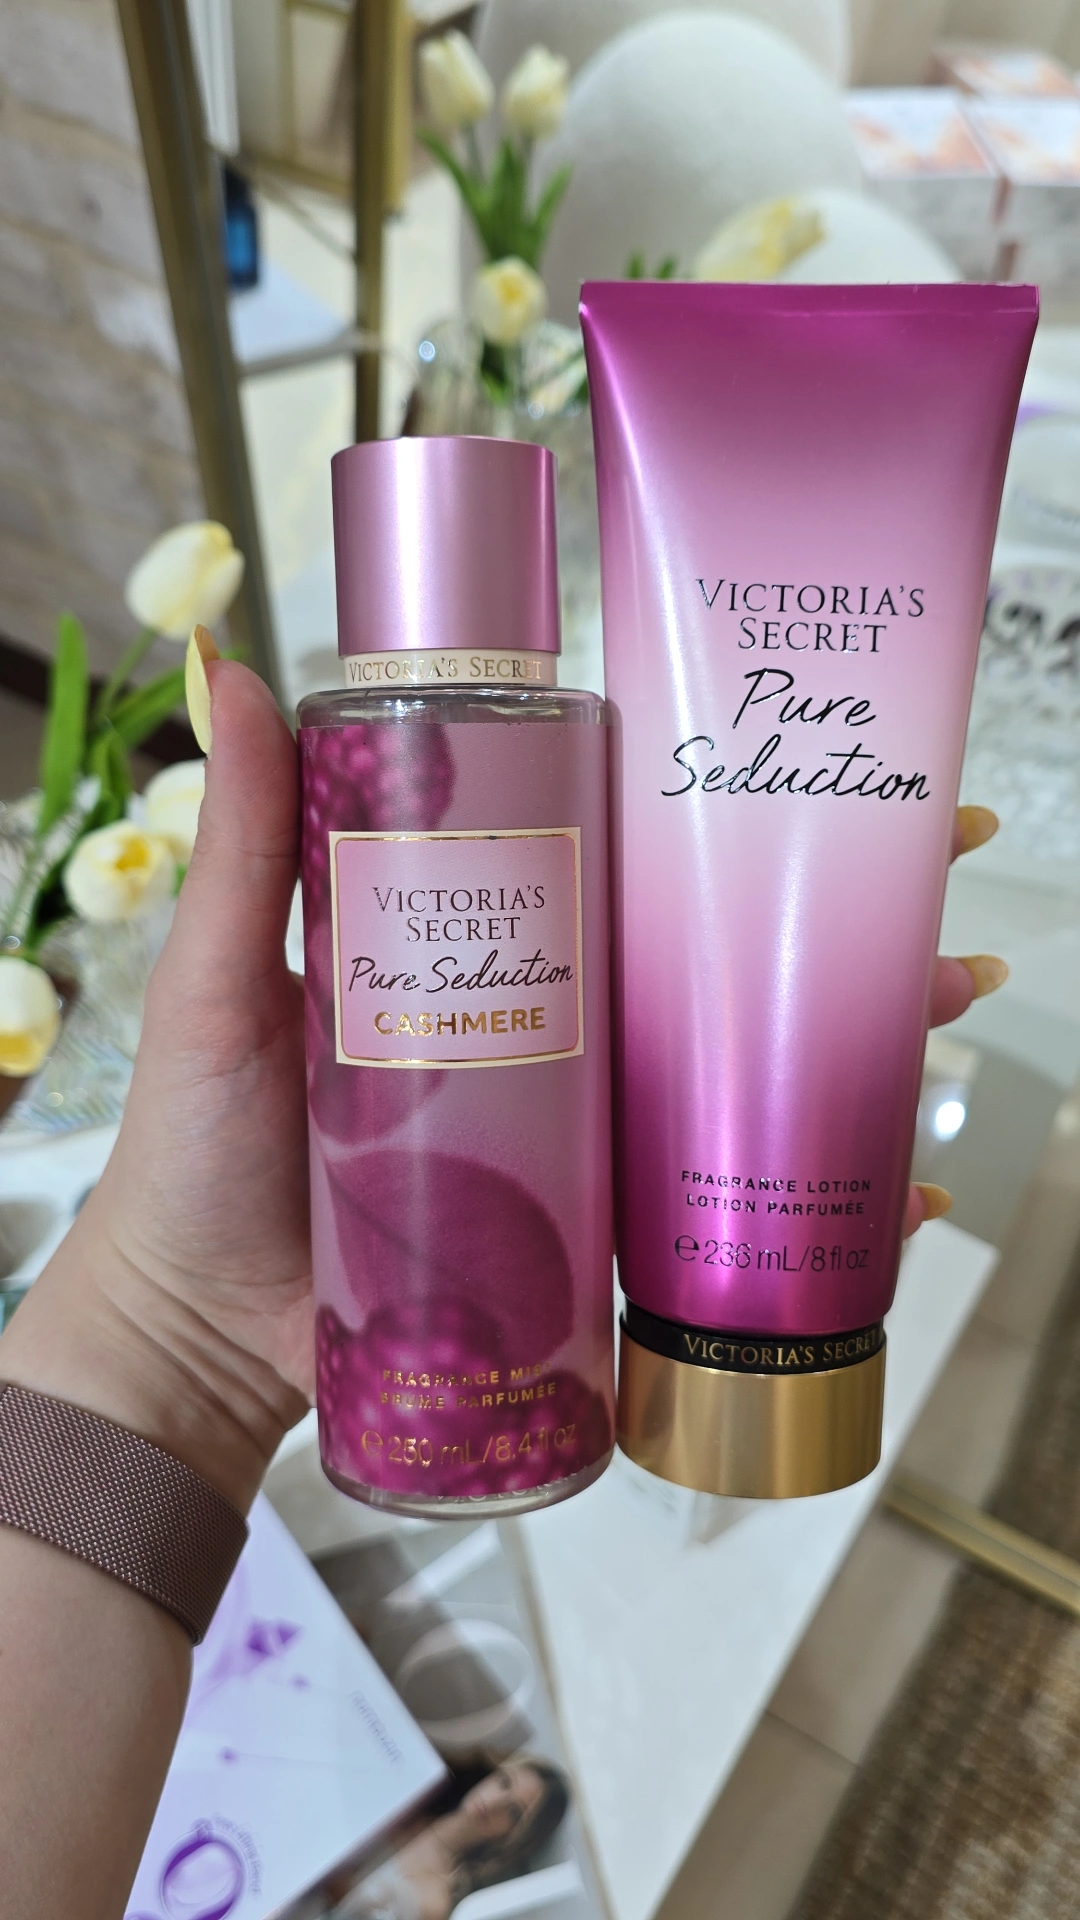 VICTORIA'S SECRET
VICTORIA'S
SECRET
Pure Seduction
CASHMERE
FRAGRANCE MIST
BRUME PARFUMÉE
e 250 mL/8.4 fl oz
VICTORIA'S
SECRET
Pure
Seduction
FRAGRANCE LOTION
LOTION PARFUMÉE
e 236 mL/8 fl oz
VICTORIA'S SECRET